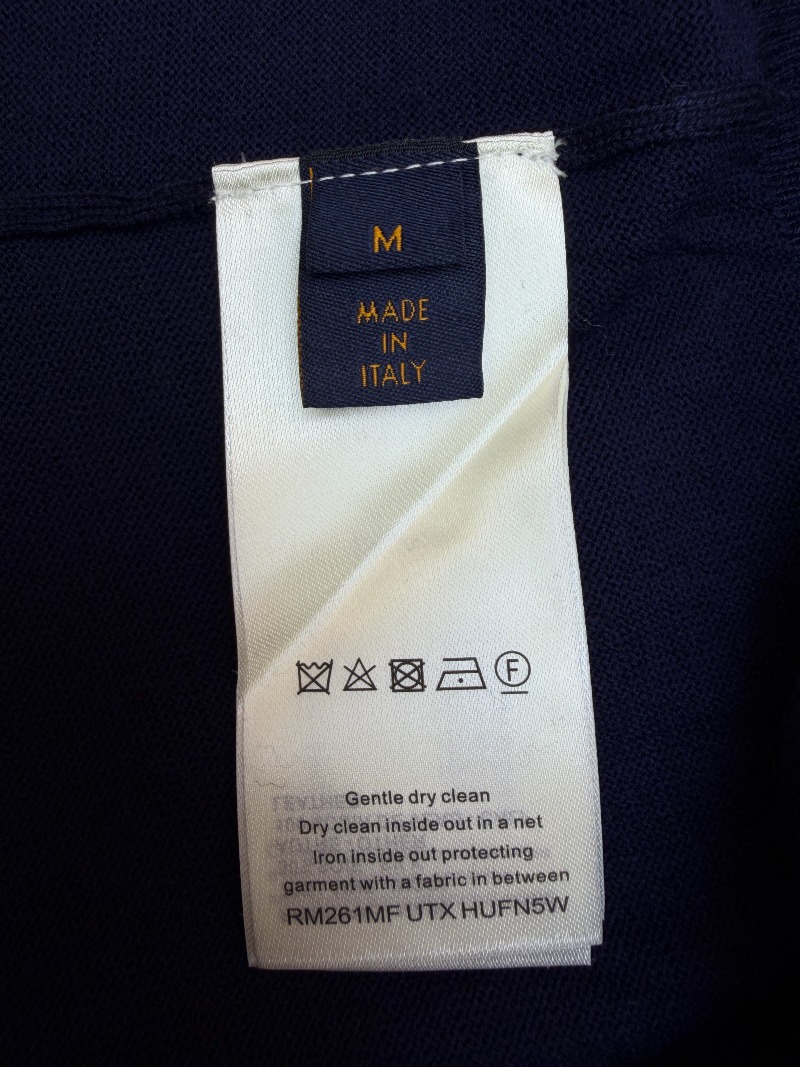 M
MADE
IN
ITALY
F
Gentle dry clean
Dry clean inside out in a net
Iron inside out protecting
garment with a fabric in between
RM261MF UTX HUFN5W